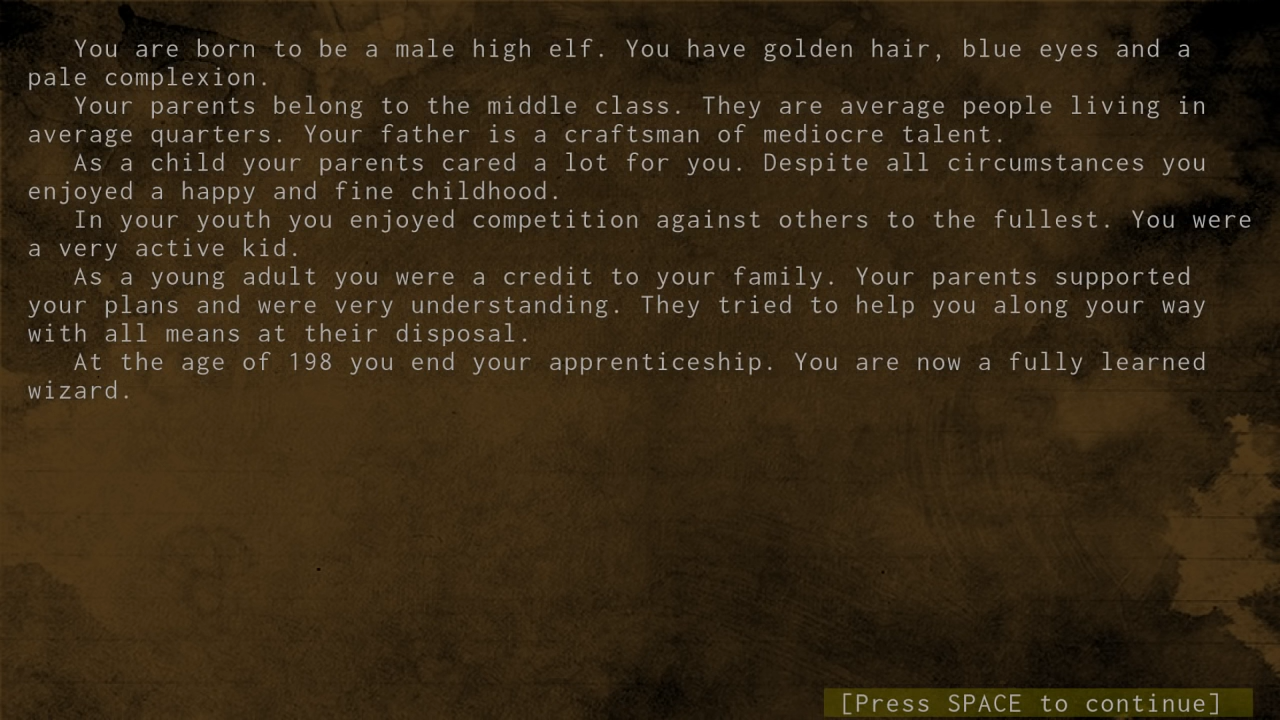 You are born to be a male high elf. You have golden hair, blue eyes and a
pale complexion.
Your parents belong to the middle class. They are average people living in
average quarters. Your father is a craftsman of mediocre talent.
As a child your parents cared a lot for you. Despite all circumstances you
enjoyed a happy and fine childhood.
In your youth you enjoyed competition against others to the fullest. You were
a very active kid.
As a young adult you were a credit to your family. Your parents supported
your plans and were very understanding. They tried to help you along your way
with all means at their disposal.
At the age of 198 you end your apprenticeship. You are now a fully learned
wizard.
[Press SPACE to continue]